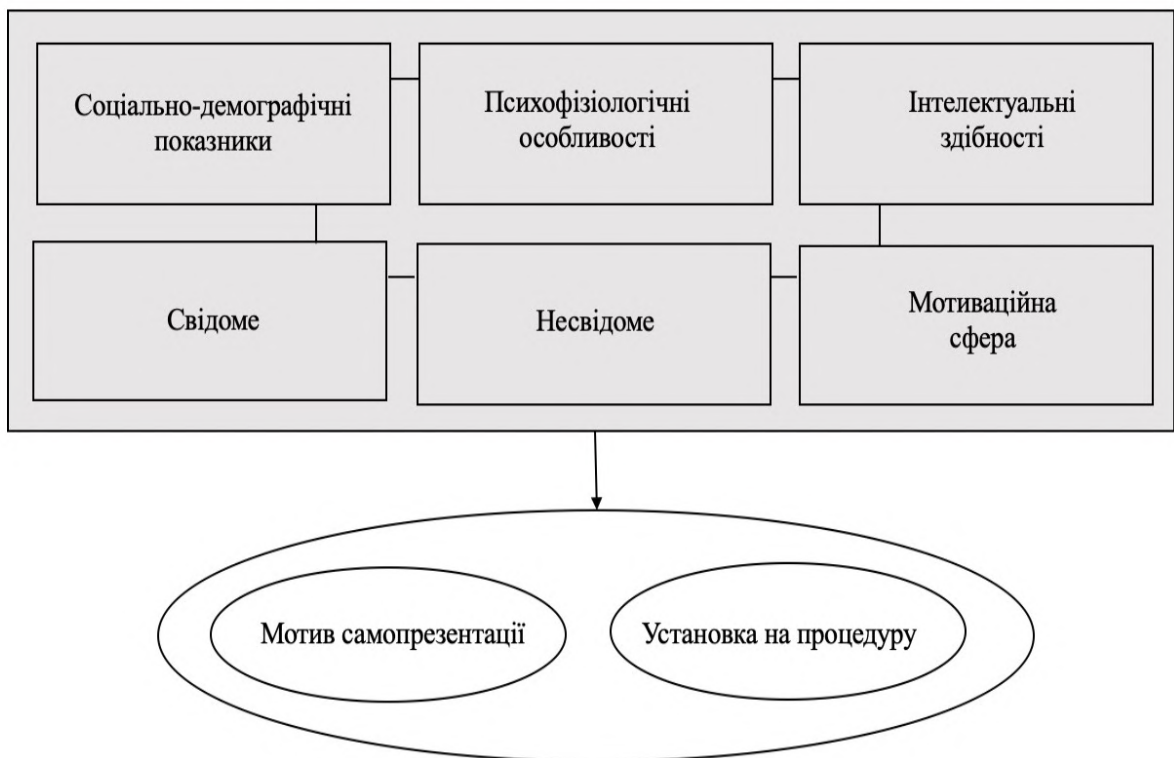 Соціально-демографічні
показники
Психофізіологічні
особливості
Інтелектуальні
здібності
Свідоме
Несвідоме
Мотиваційна
сфера
Мотив самопрезентації
Установка на процедуру